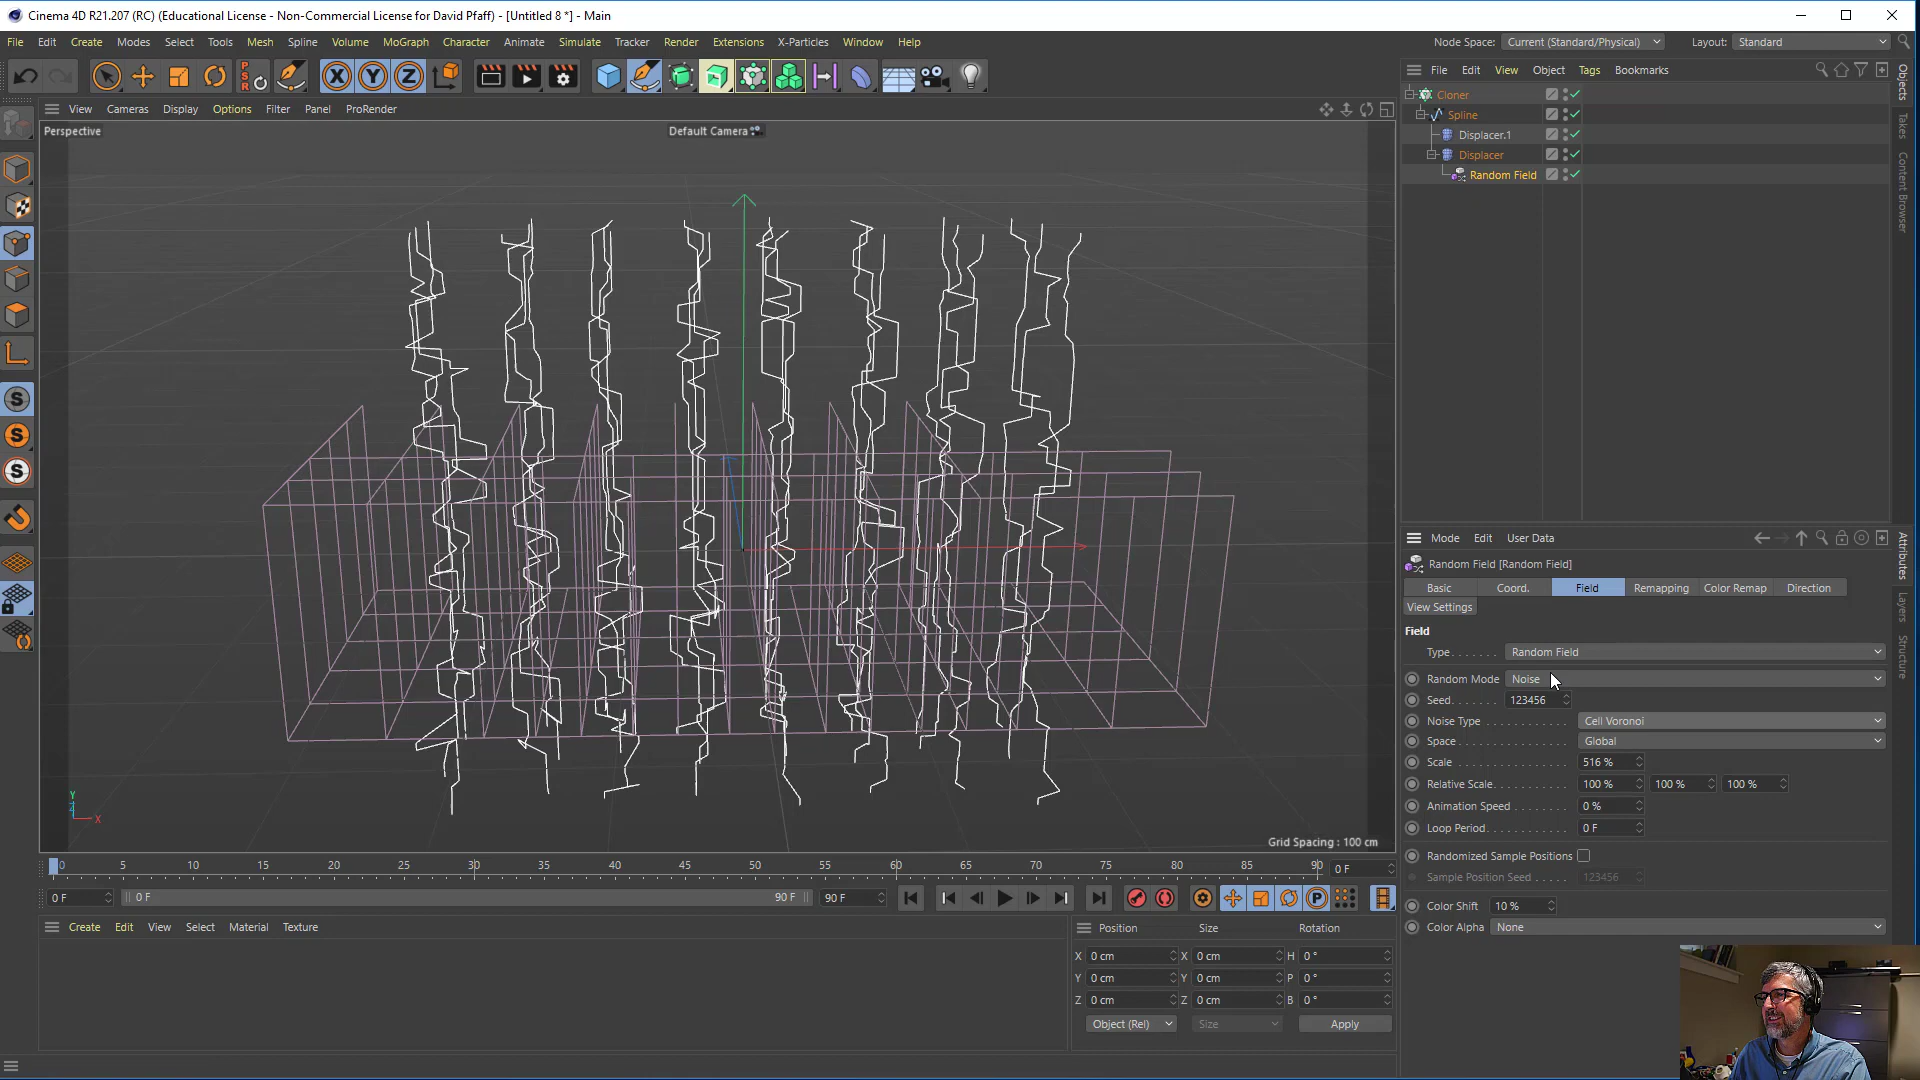 Cinema 4D R21.207 (RC) (Educational License - Non-Commercial License for David Pfaff) - [Untitled 8 *] - Main
File Edit Create Modes Select Tools Mesh Spline Volume MoGraph Character Animate Simulate Tracker Render Extensions X-Particles Window Help
Node Space: Current (Standard/Physical) Layout: Standard
PSR X Y Z
File Edit View Object Tags Bookmarks
View Cameras Display Options Filter Panel ProRender
Perspective
Default Camera
Cloner
Spline
Displacer.1
Displacer
Random Field
Objects
Takes
Content Browser
S
S
S
Mode Edit User Data
Random Field [Random Field]
Basic Coord. Field Remapping Color Remap Direction
View Settings
Field
Type Random Field
Random Mode Noise
Seed 123456
Noise Type Cell Voronoi
Space Global
Scale 516 %
Relative Scale 100 % 100 % 100 %
Animation Speed 0 %
Loop Period 0 F
Randomized Sample Positions
Sample Position Seed 123456
Color Shift 10 %
Color Alpha None
Attributes
Layers
Structure
Y
Z
X
Grid Spacing : 100 cm
0 5 10 15 20 25 30 35 40 45 50 55 60 65 70 75 80 85 90 0 F
0 F 0 F 90 F 90 F P
Create Edit View Select Material Texture
Position Size Rotation
X 0 cm X 0 cm H 0 °
Y 0 cm Y 0 cm P 0 °
Z 0 cm Z 0 cm B 0 °
Object (Rel) Size Apply